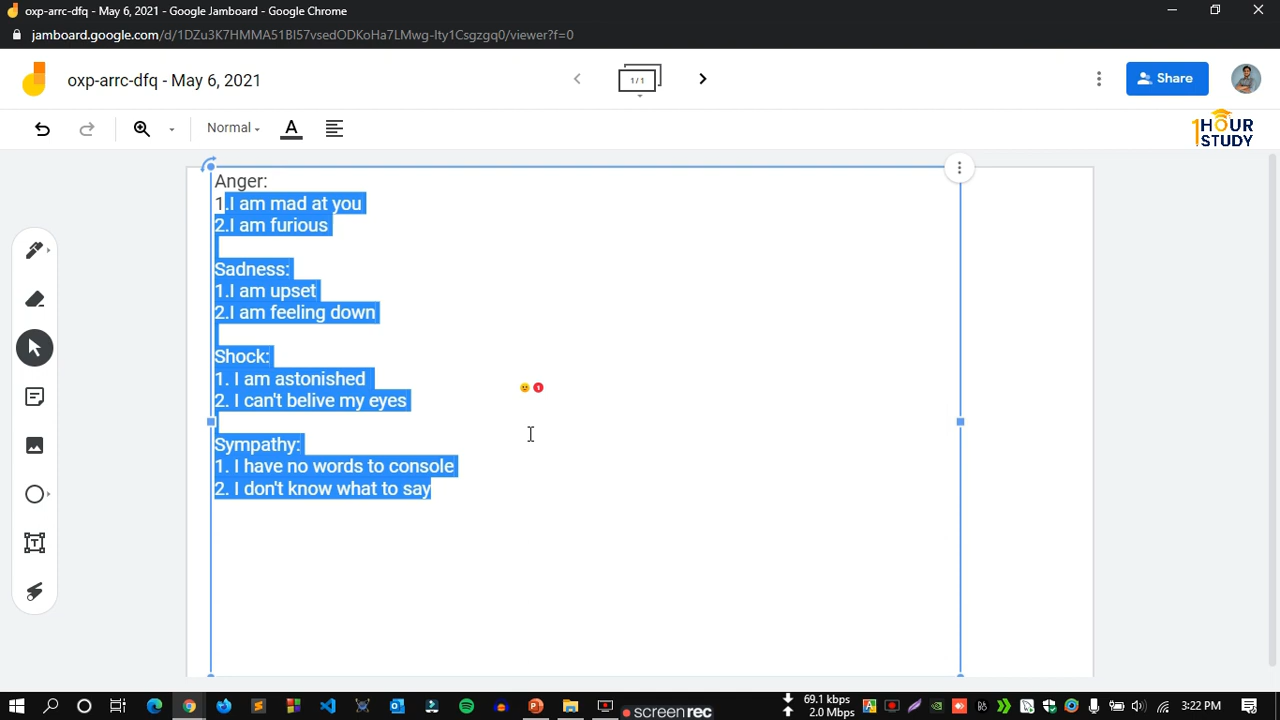 oxp-arrc-dfq - May 6, 2021 - Google Jamboard - Google Chrome
jamboard.google.com/d/1DZu3K7HMMA51BI57vsedODKoHa7LMwg-Ity1Csgzgq0/viewer?f=0
oxp-arrc-dfq - May 6, 2021
1/1
Share
Normal
A
1HOUR
STUDY
Anger:
1.I am mad at you
2.I am furious
Sadness:
1.I am upset
2.I am feeling down
Shock:
1. I am astonished
2. I can't belive my eyes
Sympathy:
1. I have no words to console
2. I don't know what to say
69.1 kbps
2.0 Mbps
3:22 PM
screenrec